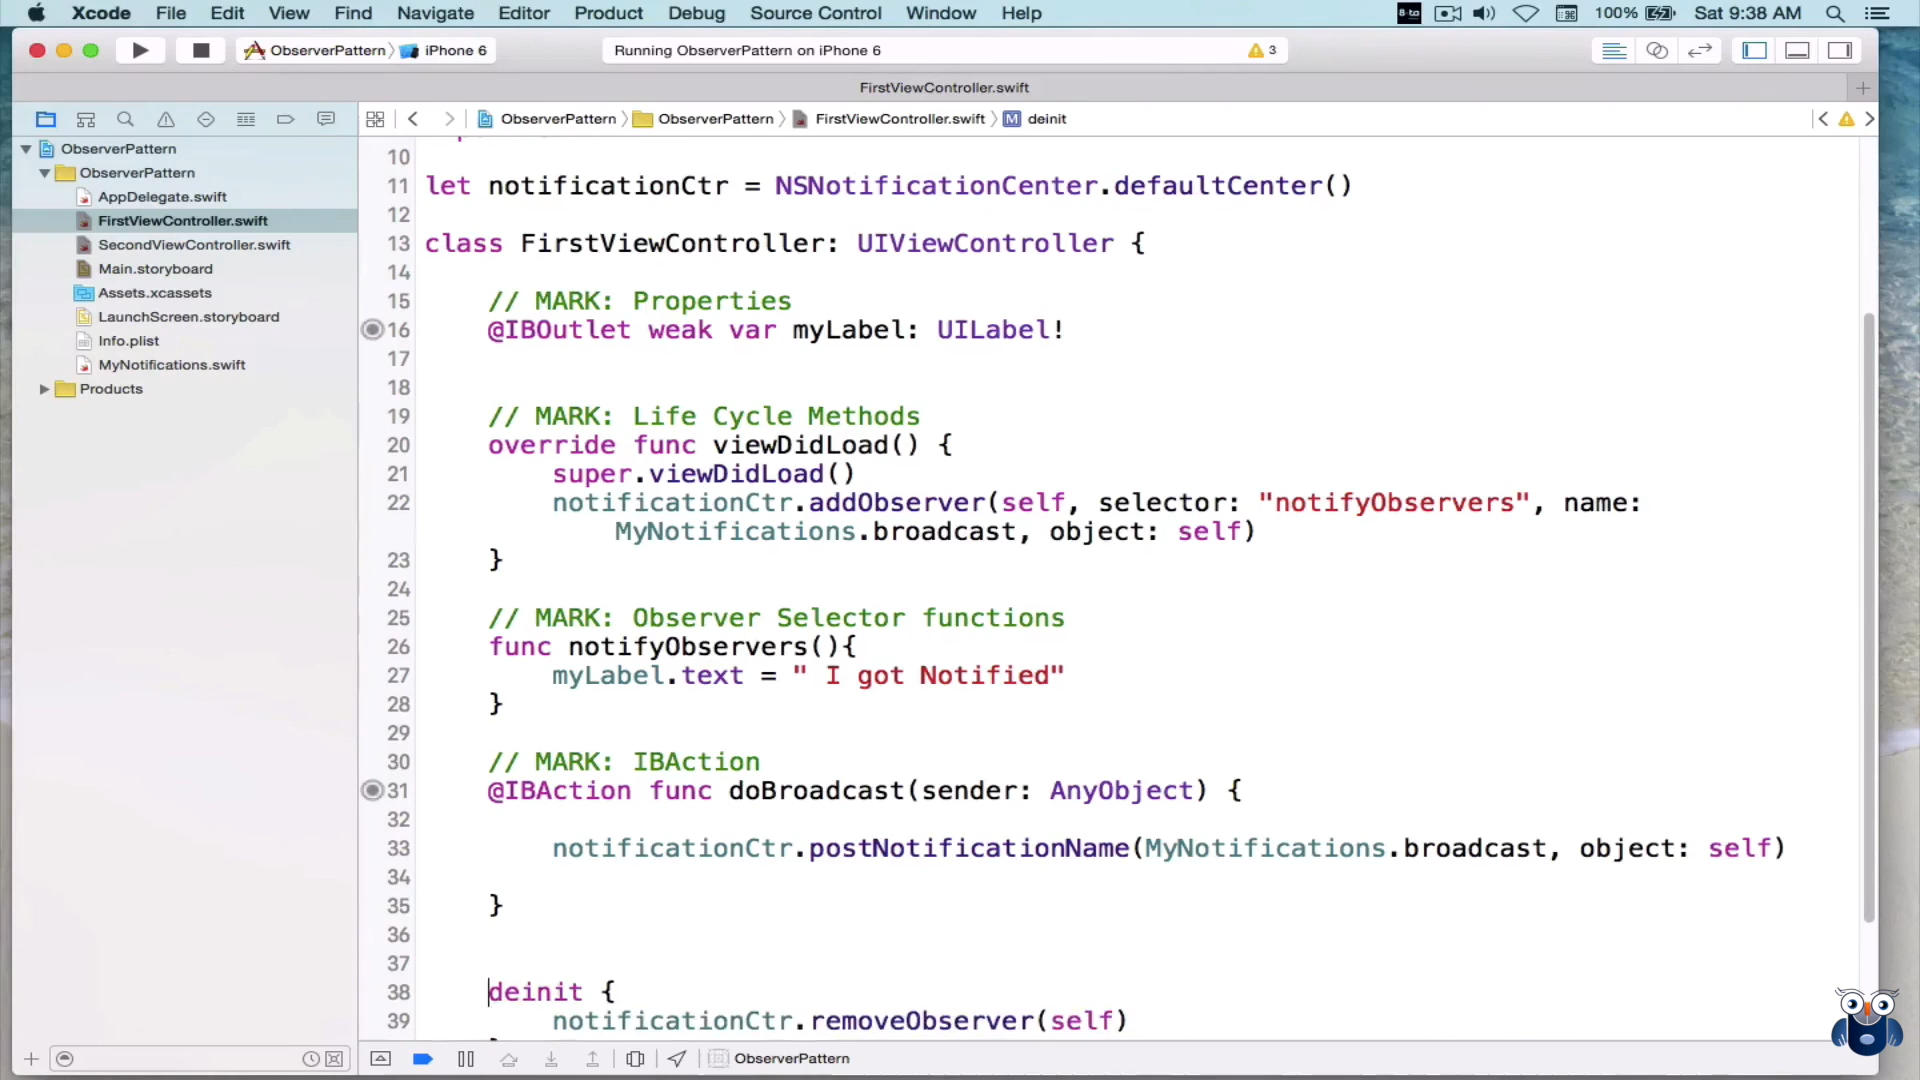 Xcode File Edit View Find Navigate Editor Product Debug Source Control Window Help 100% Sat 9:38 AM
ObserverPattern iPhone 6 Running ObserverPattern on iPhone 6 3
FirstViewController.swift
ObserverPattern ObserverPattern FirstViewController.swift M deinit
ObserverPattern
ObserverPattern
AppDelegate.swift
FirstViewController.swift
SecondViewController.swift
Main.storyboard
Assets.xcassets
LaunchScreen.storyboard
Info.plist
MyNotifications.swift
Products
10
11 let notificationCtr = NSNotificationCenter.defaultCenter()
12
13 class FirstViewController: UIViewController {
14
15 // MARK: Properties
16 @IBOutlet weak var myLabel: UILabel!
17
18
19 // MARK: Life Cycle Methods
20 override func viewDidLoad() {
21 super.viewDidLoad()
22 notificationCtr.addObserver(self, selector: "notifyObservers", name:
MyNotifications.broadcast, object: self)
23 }
24
25 // MARK: Observer Selector functions
26 func notifyObservers(){
27 myLabel.text = " I got Notified"
28 }
29
30 // MARK: IBAction
31 @IBAction func doBroadcast(sender: AnyObject) {
32
33 notificationCtr.postNotificationName(MyNotifications.broadcast, object: self)
34
35 }
36
37
38 deinit {
39 notificationCtr.removeObserver(self)
ObserverPattern